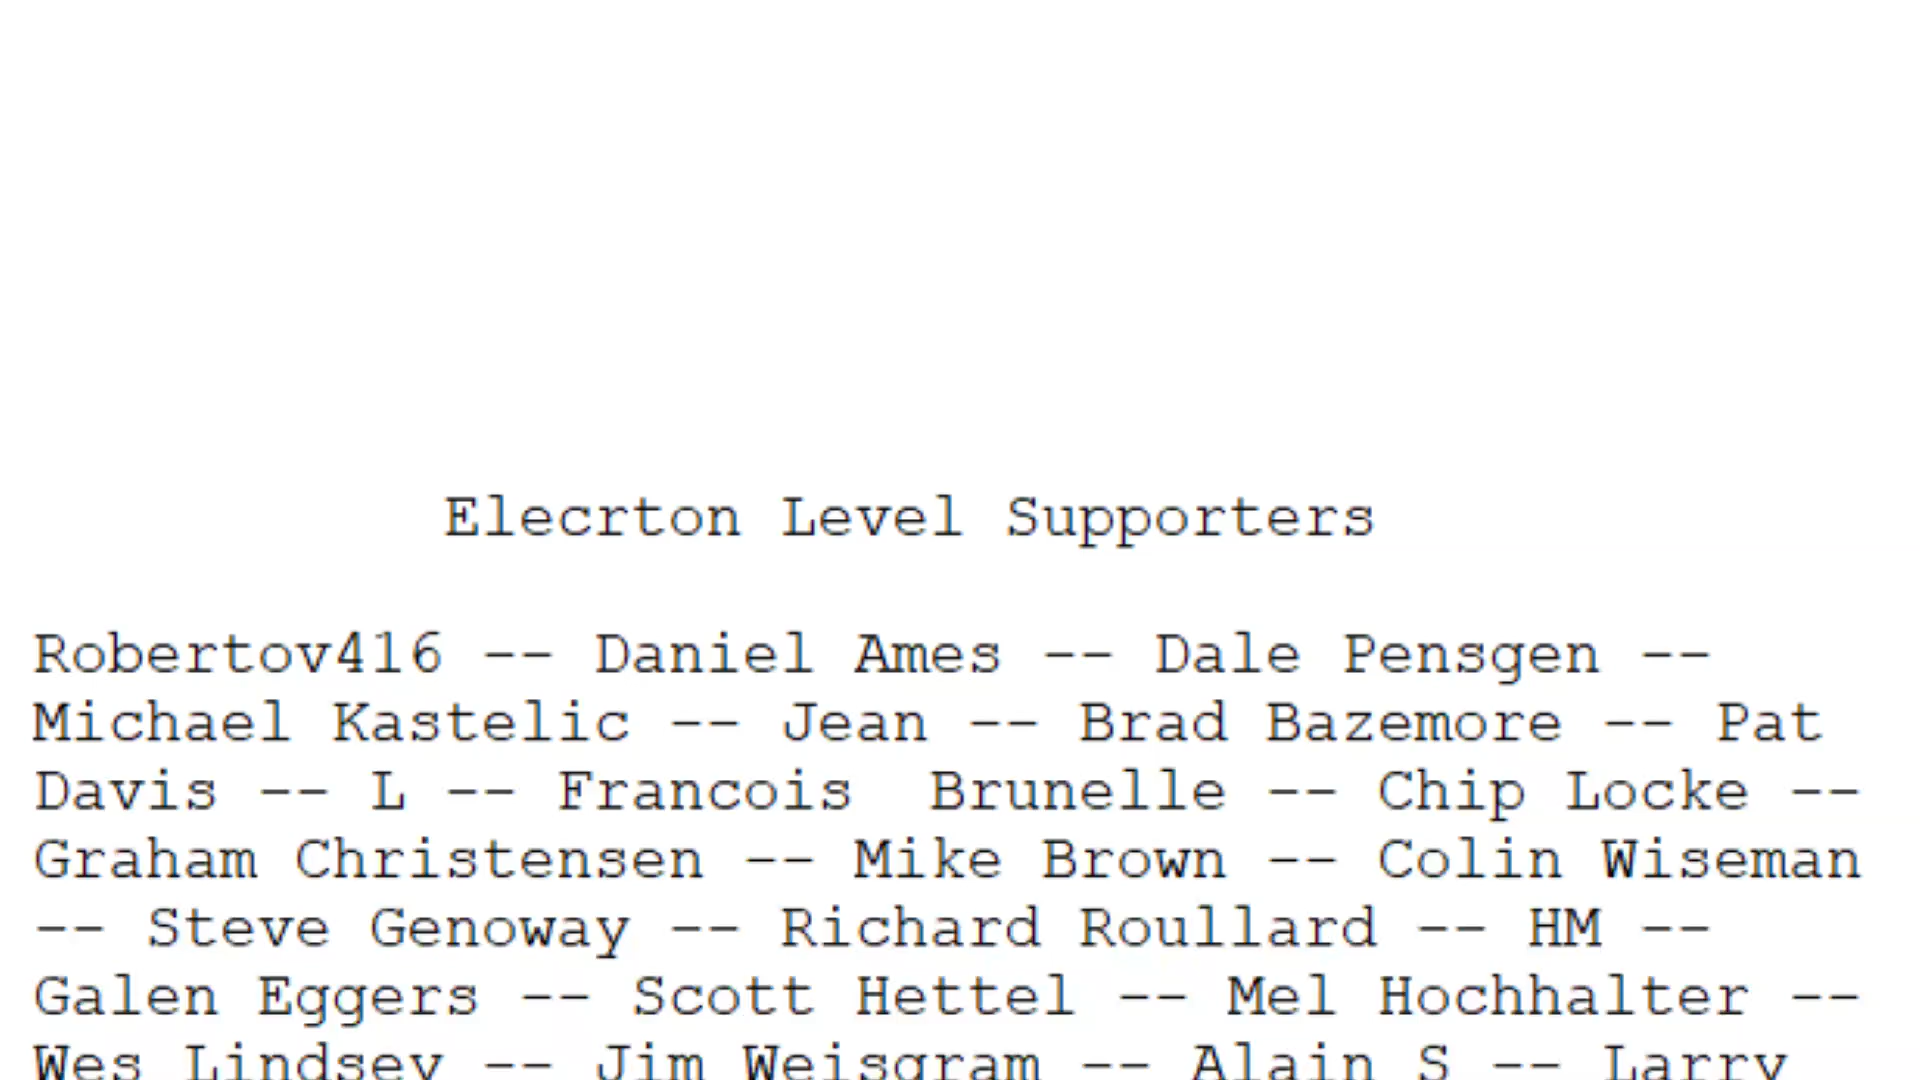 Elecrton Level Supporters
Robertov416 -- Daniel Ames -- Dale Pensgen --
Michael Kastelic -- Jean -- Brad Bazemore -- Pat
Davis -- L -- Francois  Brunelle -- Chip Locke --
Graham Christensen -- Mike Brown -- Colin Wiseman
-- Steve Genoway -- Richard Roullard -- HM --
Galen Eggers -- Scott Hettel -- Mel Hochhalter --
Wes Lindsey -- Jim Weisgram -- Alain S -- Larry